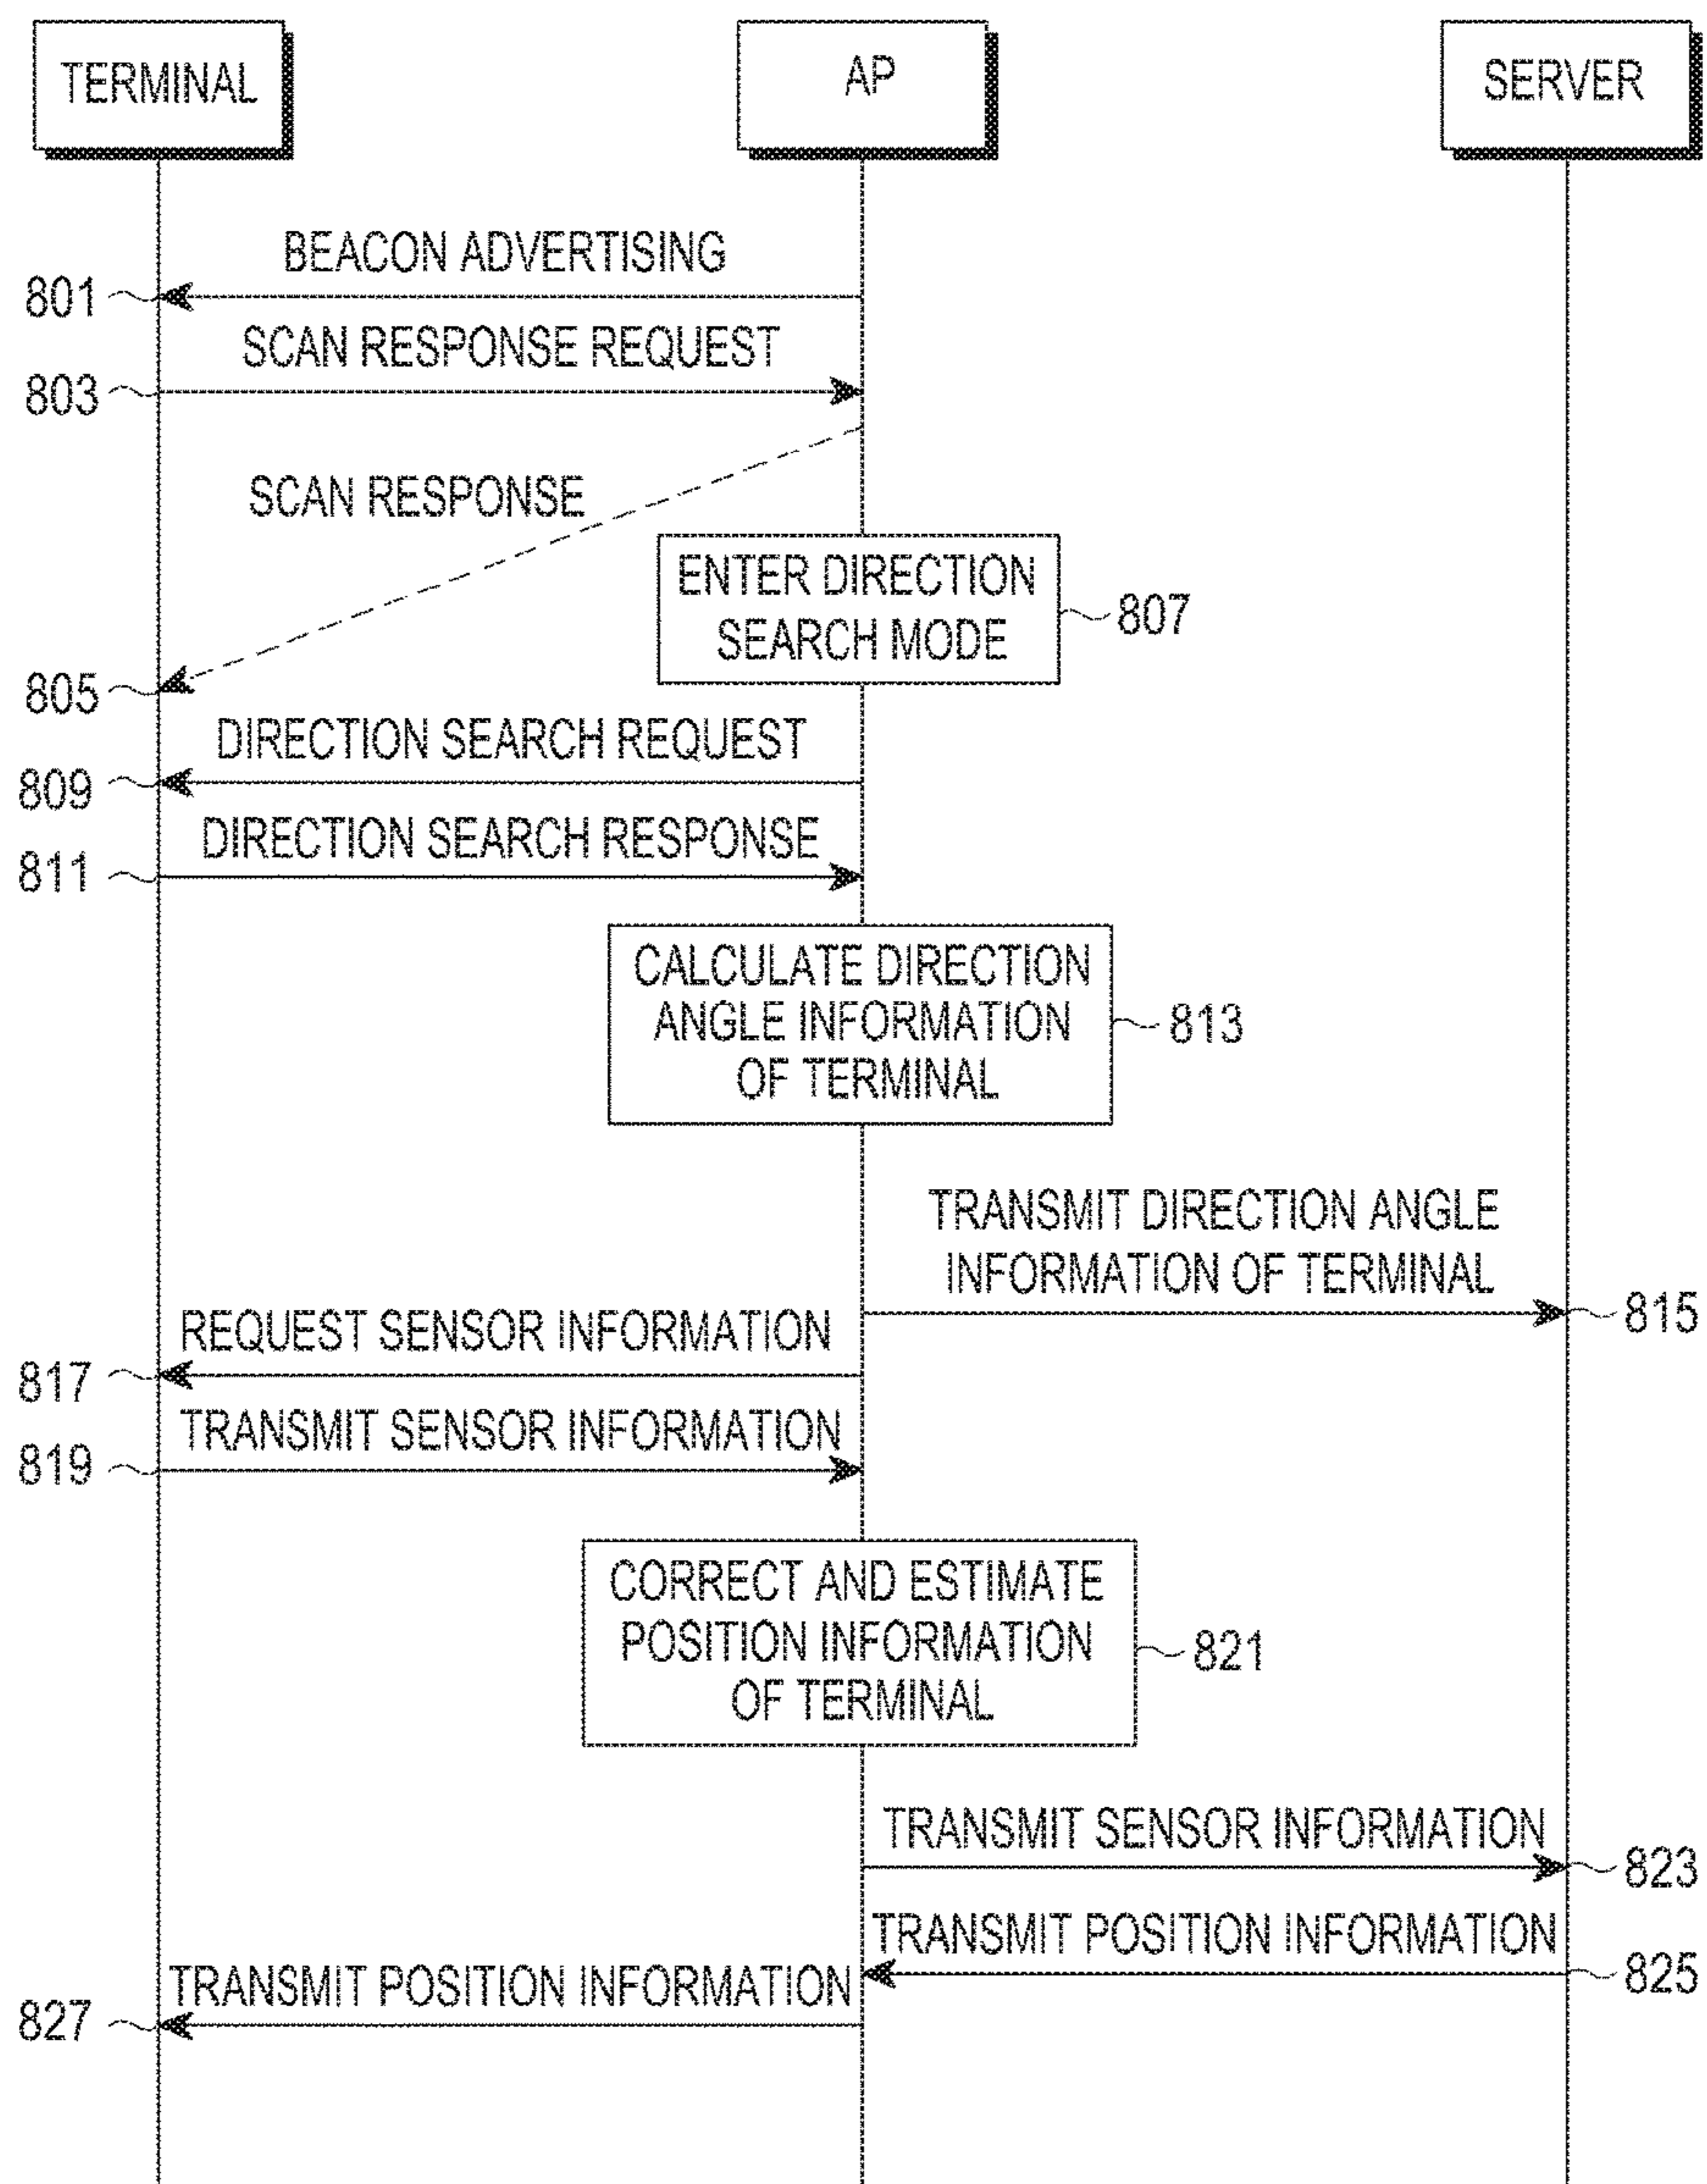 TERMINAL
AP
SERVER
BEACON ADVERTISING
801
SCAN RESPONSE REQUEST
803
SCAN RESPONSE
ENTER DIRECTION
SEARCH MODE
807
805
DIRECTION SEARCH REQUEST
809
DIRECTION SEARCH RESPONSE
811
CALCULATE DIRECTION
ANGLE INFORMATION
OF TERMINAL
813
TRANSMIT DIRECTION ANGLE
INFORMATION OF TERMINAL
815
REQUEST SENSOR INFORMATION
817
TRANSMIT SENSOR INFORMATION
819
CORRECT AND ESTIMATE
POSITION INFORMATION
OF TERMINAL
821
TRANSMIT SENSOR INFORMATION
823
TRANSMIT POSITION INFORMATION
825
TRANSMIT POSITION INFORMATION
827